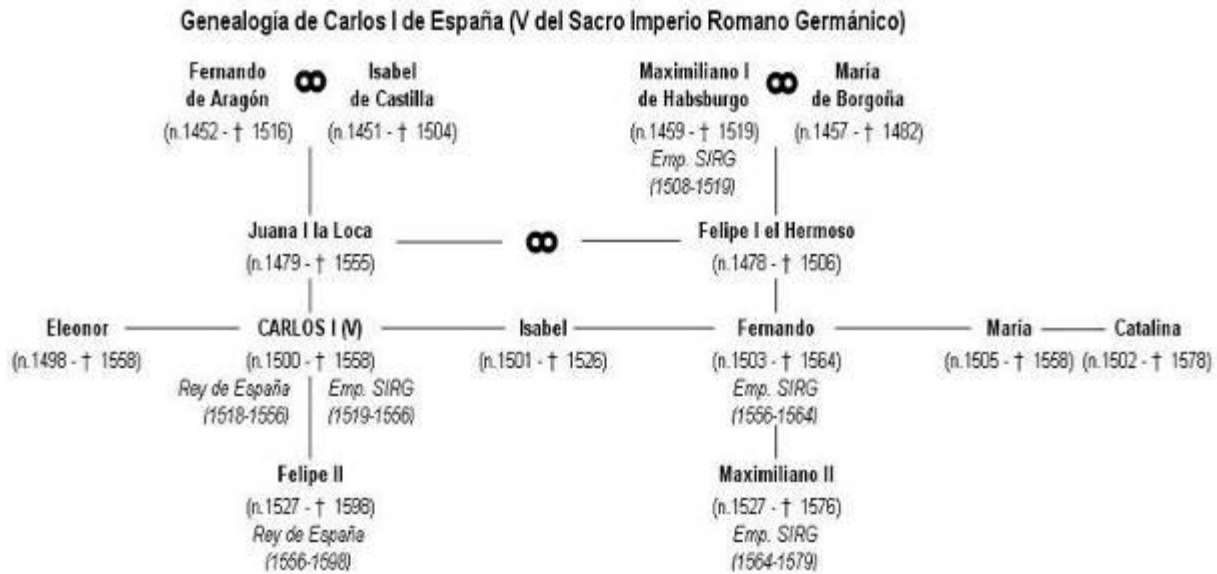 Genealogía de Carlos I de España (V del Sacro Imperio Romano Germánico)
Fernando
de Aragón
(n.1452 - † 1516)
Isabel
de Castilla
(n.1451 - † 1504)
Maximiliano I
de Habsburgo
(n.1459 - † 1519)
Emp. SIRG
(1508-1519)
María
de Borgoña
(n.1457 - † 1482)
Juana I la Loca
(n.1479 - † 1555)
Felipe I el Hermoso
(n.1478 - † 1506)
Eleonor
(n.1498 - † 1558)
CARLOS I (V)
(n.1500 - † 1558)
Rey de España
(1518-1556)
Emp. SIRG
(1519-1556)
Isabel
(n.1501 - † 1526)
Fernando
(n.1503 - † 1564)
Emp. SIRG
(1556-1564)
María
(n.1505 - † 1558)
Catalina
(n.1502 - † 1578)
Felipe II
(n.1527 - † 1598)
Rey de España
(1556-1598)
Maximiliano II
(n.1527 - † 1576)
Emp. SIRG
(1564-1579)